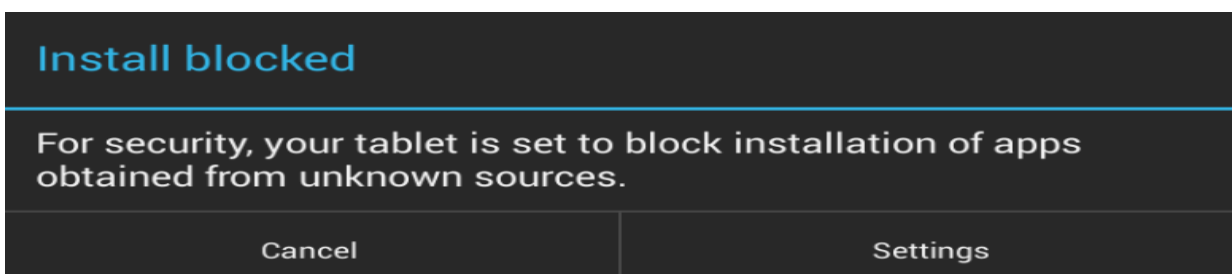 Install blocked
For security, your tablet is set to block installation of apps
obtained from unknown sources.
Cancel
Settings